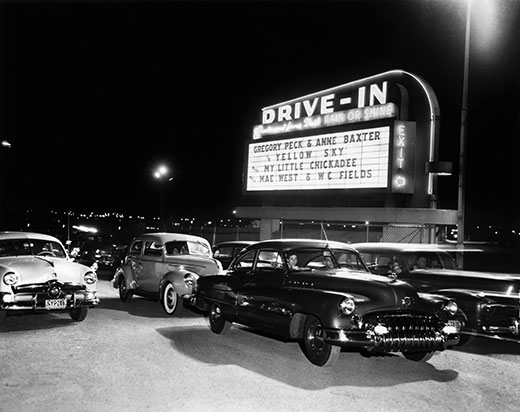 DRIVE-IN
RAIN OR SHINE
GREGORY PECK & ANNE BAXTER
YELLOW SKY
MY LITTLE CHICKADEE
MAE WEST & W C FIELDS
EXIT